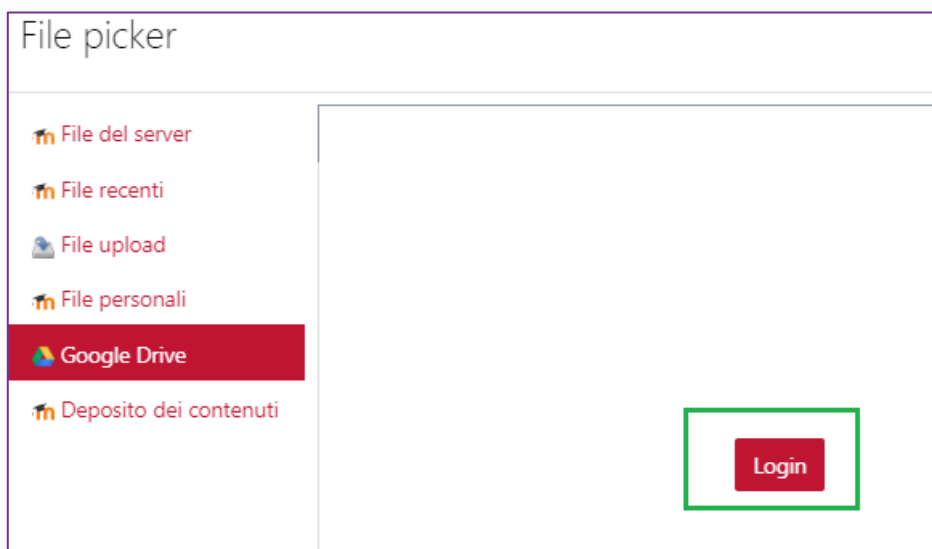 File picker
File del server
File recenti
File upload
File personali
Google Drive
Deposito dei contenuti
Login